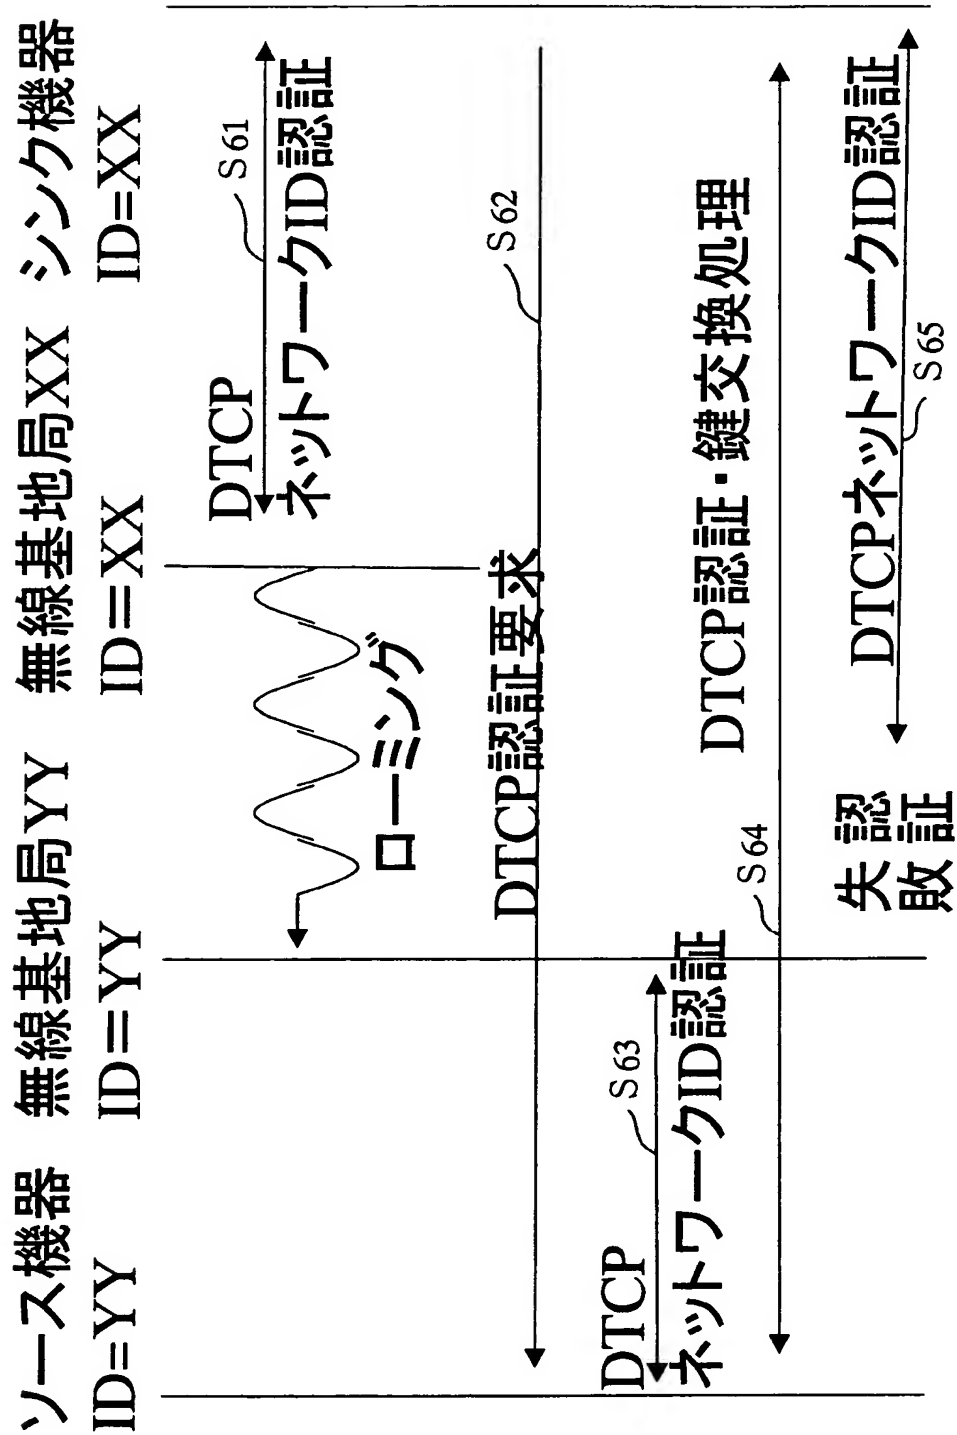 ソース機器
ID=YY
無線基地局YY
ID=YY
無線基地局XX
ID=XX
シンク機器
ID=XX
S61
DTCP
ネットワークID認証
ローミング
S62
DTCP認証要求
S63
DTCP
ネットワークID認証
S64
DTCP認証・鍵交換処理
DTCPネットワークID認証
S65
認証
失敗